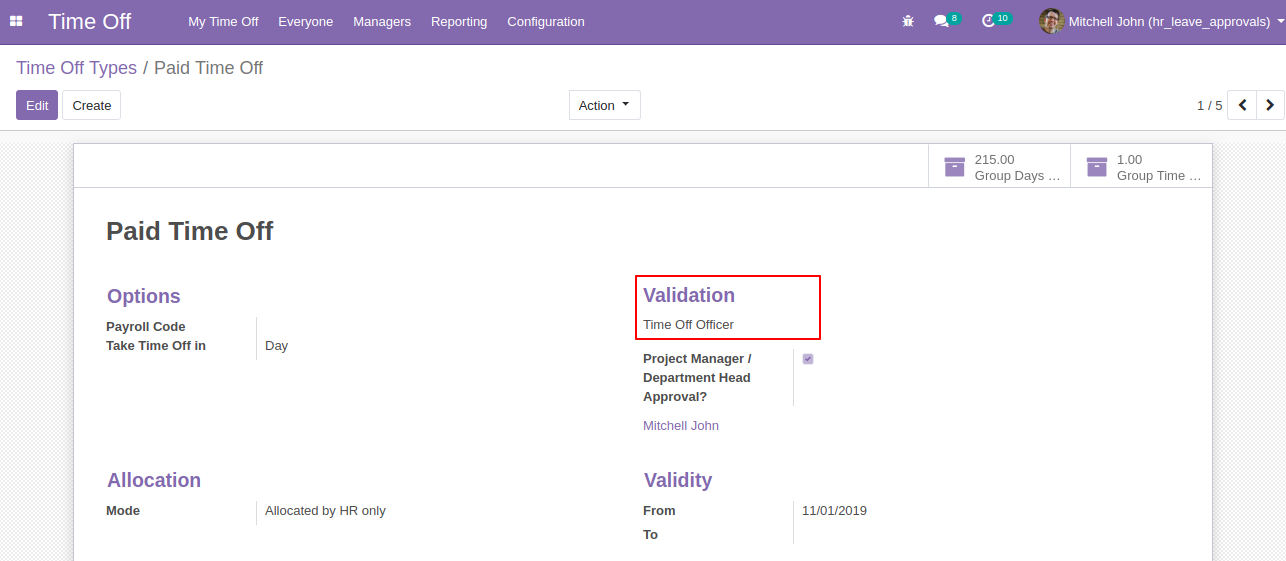 Time Off My Time Off Everyone Managers Reporting Configuration 8 10 Mitchell John (hr_leave_approvals)
Time Off Types / Paid Time Off
Edit Create Action 1 / 5
215.00 1.00
Group Days ... Group Time ...
Paid Time Off
Options
Payroll Code
Take Time Off in Day
Validation
Time Off Officer
Project Manager /
Department Head
Approval?
Mitchell John
Allocation
Mode Allocated by HR only
Validity
From 11/01/2019
To